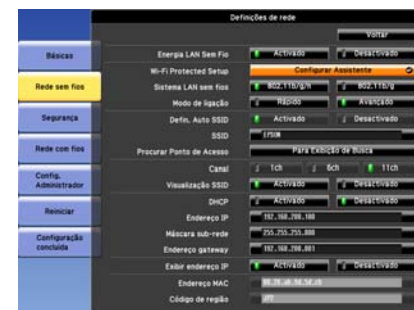 Definições de rede
Voltar
Básicas
Rede sem fios
Segurança
Rede com fios
Config. Administrador
Reiniciar
Configuração concluída
Energia LAN Sem Fio Activado Desactivado
Wi-Fi Protected Setup Configurar Assistente
Sistema LAN sem fios 802.11b/g/n 802.11b/g
Modo de ligação Rápido Avançado
Defin. Auto SSID Activado Desactivado
SSID EPSON
Procurar Ponto de Acesso Para Exibição de Busca
Canal 1ch 6ch 11ch
Visualização SSID Activado Desactivado
DHCP Activado Desactivado
Endereço IP 192.168.208.100
Máscara sub-rede 255.255.255.000
Endereço gateway 192.168.208.001
Exibir endereço IP Activado Desactivado
Endereço MAC
Código de região